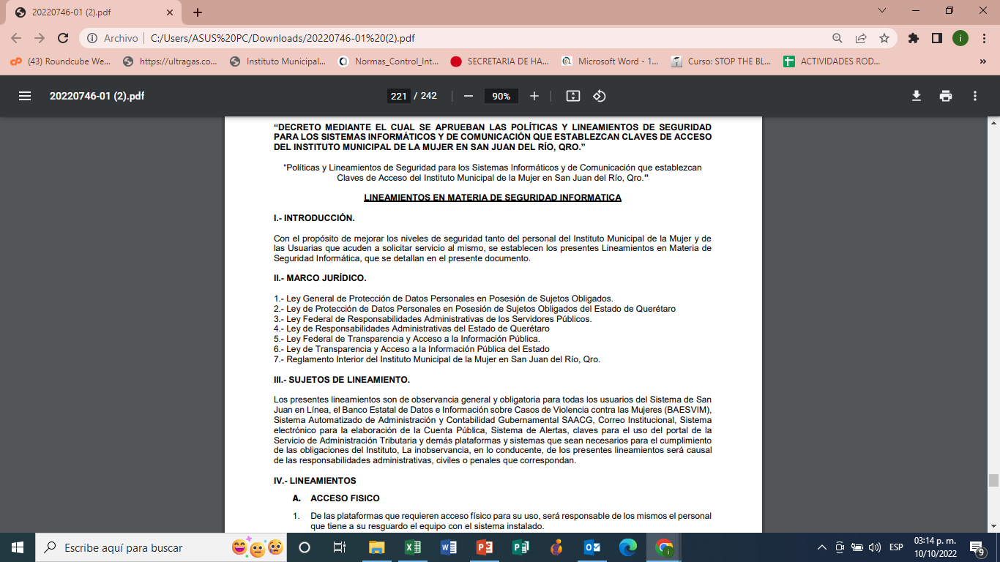 20220746-01 (2).pdf
Archivo
C:/Users/ASUS%20PC/Downloads/20220746-01%20(2).pdf
i
(43) Roundcube We...
https://ultragas.co...
Instituto Municipal...
Normas_Control_Int...
SECRETARIA DE HA...
Microsoft Word - 1...
Curso: STOP THE BL...
ACTIVIDADES ROD...
»
20220746-01 (2).pdf
221 / 242
90%
“DECRETO MEDIANTE EL CUAL SE APRUEBAN LAS POLÍTICAS Y LINEAMIENTOS DE SEGURIDAD
PARA LOS SISTEMAS INFORMÁTICOS Y DE COMUNICACIÓN QUE ESTABLEZCAN CLAVES DE ACCESO
DEL INSTITUTO MUNICIPAL DE LA MUJER EN SAN JUAN DEL RÍO, QRO.”
“Políticas y Lineamientos de Seguridad para los Sistemas Informáticos y de Comunicación que establezcan
Claves de Acceso del Instituto Municipal de la Mujer en San Juan del Río, Qro.”
LINEAMIENTOS EN MATERIA DE SEGURIDAD INFORMATICA
I.- INTRODUCCIÓN.
Con el propósito de mejorar los niveles de seguridad tanto del personal del Instituto Municipal de la Mujer y de
las Usuarias que acuden a solicitar servicio al mismo, se establecen los presentes Lineamientos en Materia de
Seguridad Informática, que se detallan en el presente documento.
II.- MARCO JURÍDICO.
1.- Ley General de Protección de Datos Personales en Posesión de Sujetos Obligados.
2.- Ley de Protección de Datos Personales en Posesión de Sujetos Obligados del Estado de Querétaro
3.- Ley Federal de Responsabilidades Administrativas de los Servidores Públicos.
4.- Ley de Responsabilidades Administrativas del Estado de Querétaro
5.- Ley Federal de Transparencia y Acceso a la Información Pública.
6.- Ley de Transparencia y Acceso a la Información Pública del Estado
7.- Reglamento Interior del Instituto Municipal de la Mujer en San Juan del Río, Qro.
III.- SUJETOS DE LINEAMIENTO.
Los presentes lineamientos son de observancia general y obligatoria para todas los usuarios del Sistema de San
Juan en Línea, el Banco Estatal de Datos e Información sobre Casos de Violencia contra las Mujeres (BAESVIM),
Sistema Automatizado de Administración y Contabilidad Gubernamental SAACG, Correo Institucional, Sistema
electrónico para la elaboración de la Cuenta Pública, Sistema de Alertas, claves para el uso del portal de la
Servicio de Administración Tributaria y demás plataformas y sistemas que sean necesarios para el cumplimiento
de las obligaciones del Instituto, La inobservancia, en lo conducente, de los presentes lineamientos será causal
de las responsabilidades administrativas, civiles o penales que correspondan.
IV.- LINEAMIENTOS
A. ACCESO FISICO
1. De las plataformas que requieren acceso físico para su uso, será responsable de los mismos el personal
que tiene a su resguardo el equipo con el sistema instalado.
Escribe aquí para buscar
ESP
03:14 p. m.
10/10/2022
9